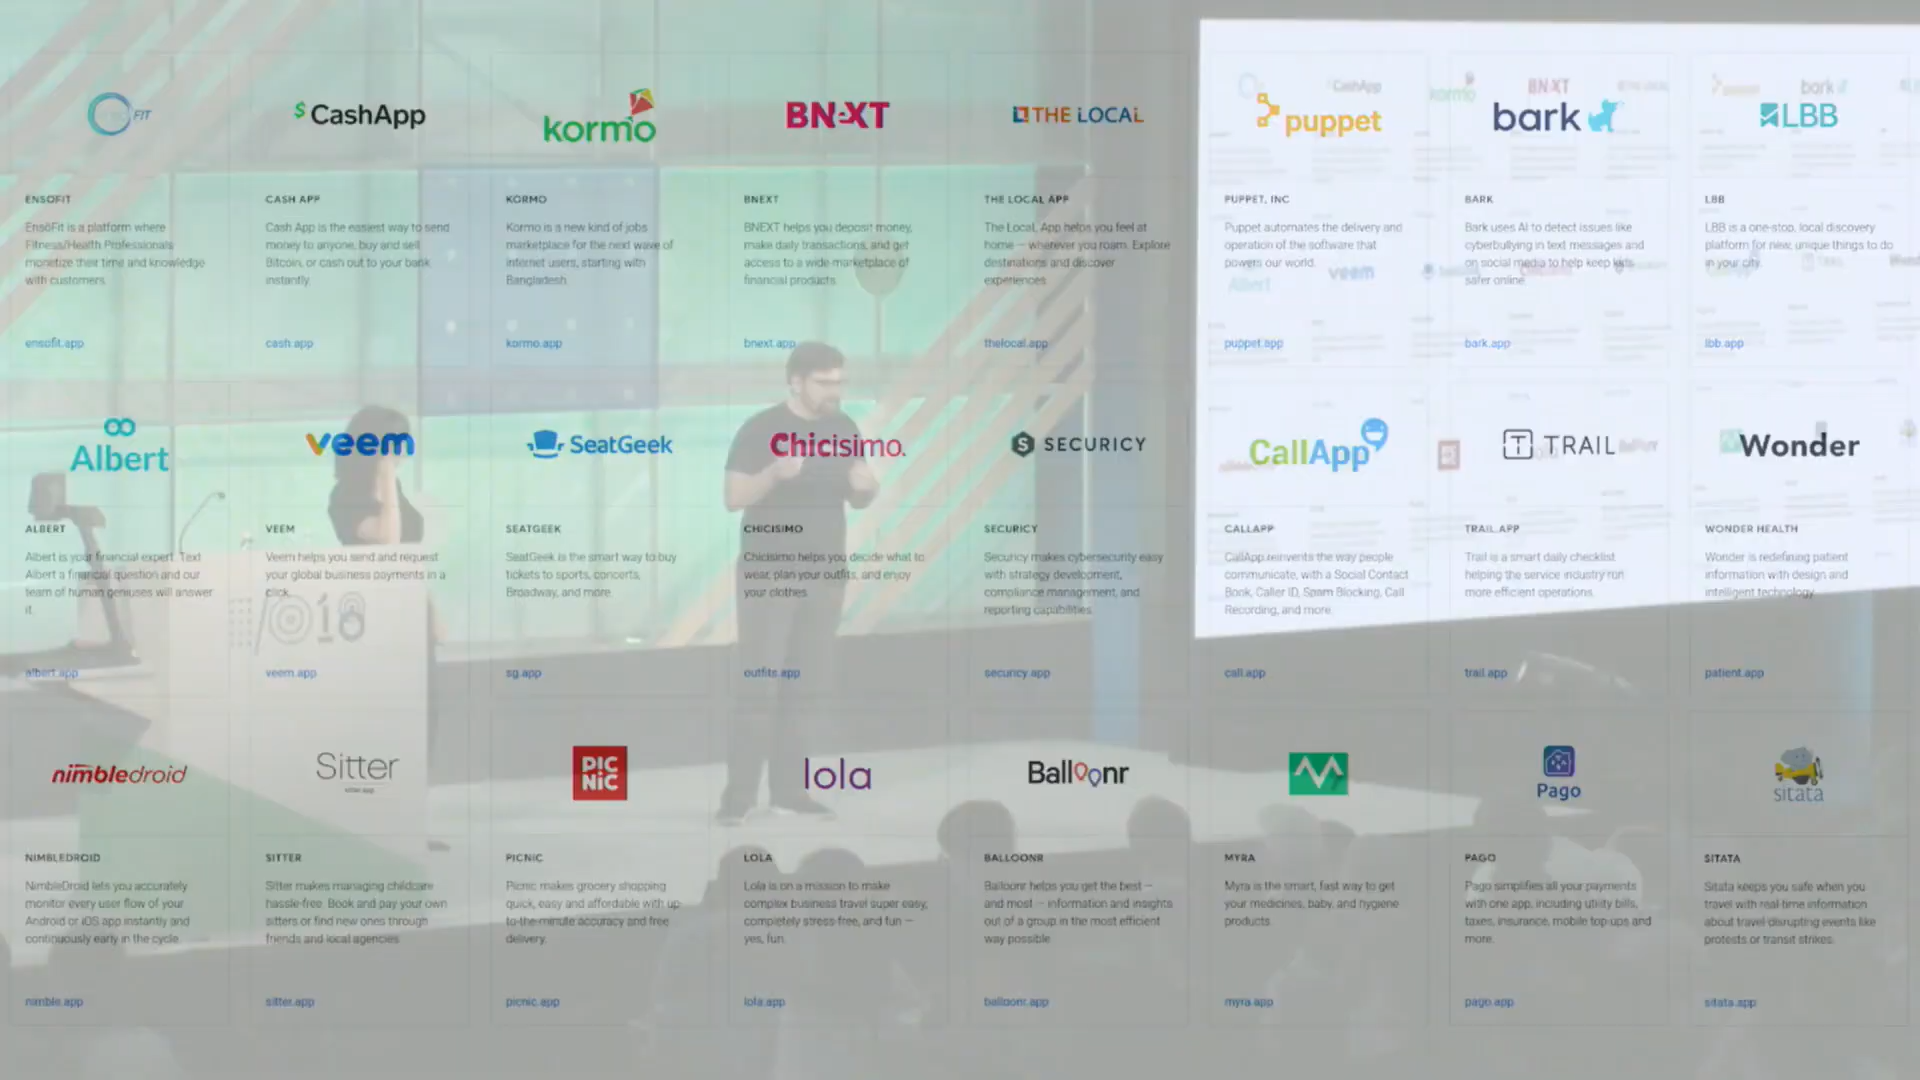 FIT
$ CashApp
kormo
BNEXT
THE LOCAL
puppet
bark
LBB
ENSOFIT
EnsoFit is a platform where
Fitness/Health Professionals
monetize their time and knowledge
with customers.
ensofit.app
CASH APP
Cash App is the easiest way to send
money to anyone, buy and sell
Bitcoin, or cash out to your bank
instantly.
cash.app
KORMO
Kormo is a new kind of jobs
marketplace for the next wave of
internet users, starting with
Bangladesh.
kormo.app
BNEXT
BNEXT helps you deposit money,
make daily transactions, and get
access to a wide marketplace of
financial products.
bnext.app
THE LOCAL APP
The Local App helps you feel at
home — wherever you roam. Explore
destinations and discover
experiences.
thelocal.app
PUPPET, INC
Puppet automates the delivery and
operation of the software that
powers our world.
puppet.app
BARK
Bark uses AI to detect issues like
cyberbullying in text messages and
on social media to help keep kids
safer online.
bark.app
LBB
LBB is a one-stop, local discovery
platform for new, unique things to do
in your city.
lbb.app
Albert
veem
SeatGeek
Chicisimo.
SECURICY
CallApp
TRAIL
Wonder
ALBERT
Albert is your financial expert. Text
Albert a financial question and our
team of human geniuses will answer
it.
albert.app
VEEM
Veem helps you send and request
your global business payments in a
click.
veem.app
SEATGEEK
SeatGeek is the smart way to buy
tickets to sports, concerts,
Broadway, and more.
sg.app
CHICISIMO
Chicisimo helps you decide what to
wear, plan your outfits, and enjoy
your clothes.
outfits.app
SECURICY
Securicy makes cybersecurity easy
with strategy development,
compliance management, and
reporting capabilities.
securicy.app
CALLAPP
CallApp reinvents the way people
communicate, with a Social Contact
Book, Caller ID, Spam Blocking, Call
Recording, and more.
call.app
TRAIL.APP
Trail is a smart daily checklist
helping the service industry run
more efficient operations.
trail.app
WONDER HEALTH
Wonder is redefining patient
information with design and
intelligent technology.
patient.app
I/O18
nimbledroid
Sitter
sitter.app
PIC
NiC
lola
Balloonr
Pago
sitata
NIMBLEDROID
NimbleDroid lets you accurately
monitor every user flow of your
Android or iOS app instantly and
continuously early in the cycle.
nimble.app
SITTER
Sitter makes managing childcare
hassle-free. Book and pay your own
sitters or find new ones through
friends and local agencies.
sitter.app
PICNIC
Picnic makes grocery shopping
quick, easy and affordable with up-
to-the-minute accuracy and free
delivery.
picnic.app
LOLA
Lola is on a mission to make
complex business travel super easy,
completely stress-free, and fun —
yes, fun.
lola.app
BALLOONR
Balloonr helps you get the best —
and most — information and insights
out of a group in the most efficient
way possible.
balloonr.app
MYRA
Myra is the smart, fast way to get
your medicines, baby, and hygiene
products.
myra.app
PAGO
Pago simplifies all your payments
with one app, including utility bills,
taxes, insurance, mobile top-ups and
more.
pago.app
SITATA
Sitata keeps you safe when you
travel with real-time information
about travel-disrupting events like
protests or transit strikes.
sitata.app